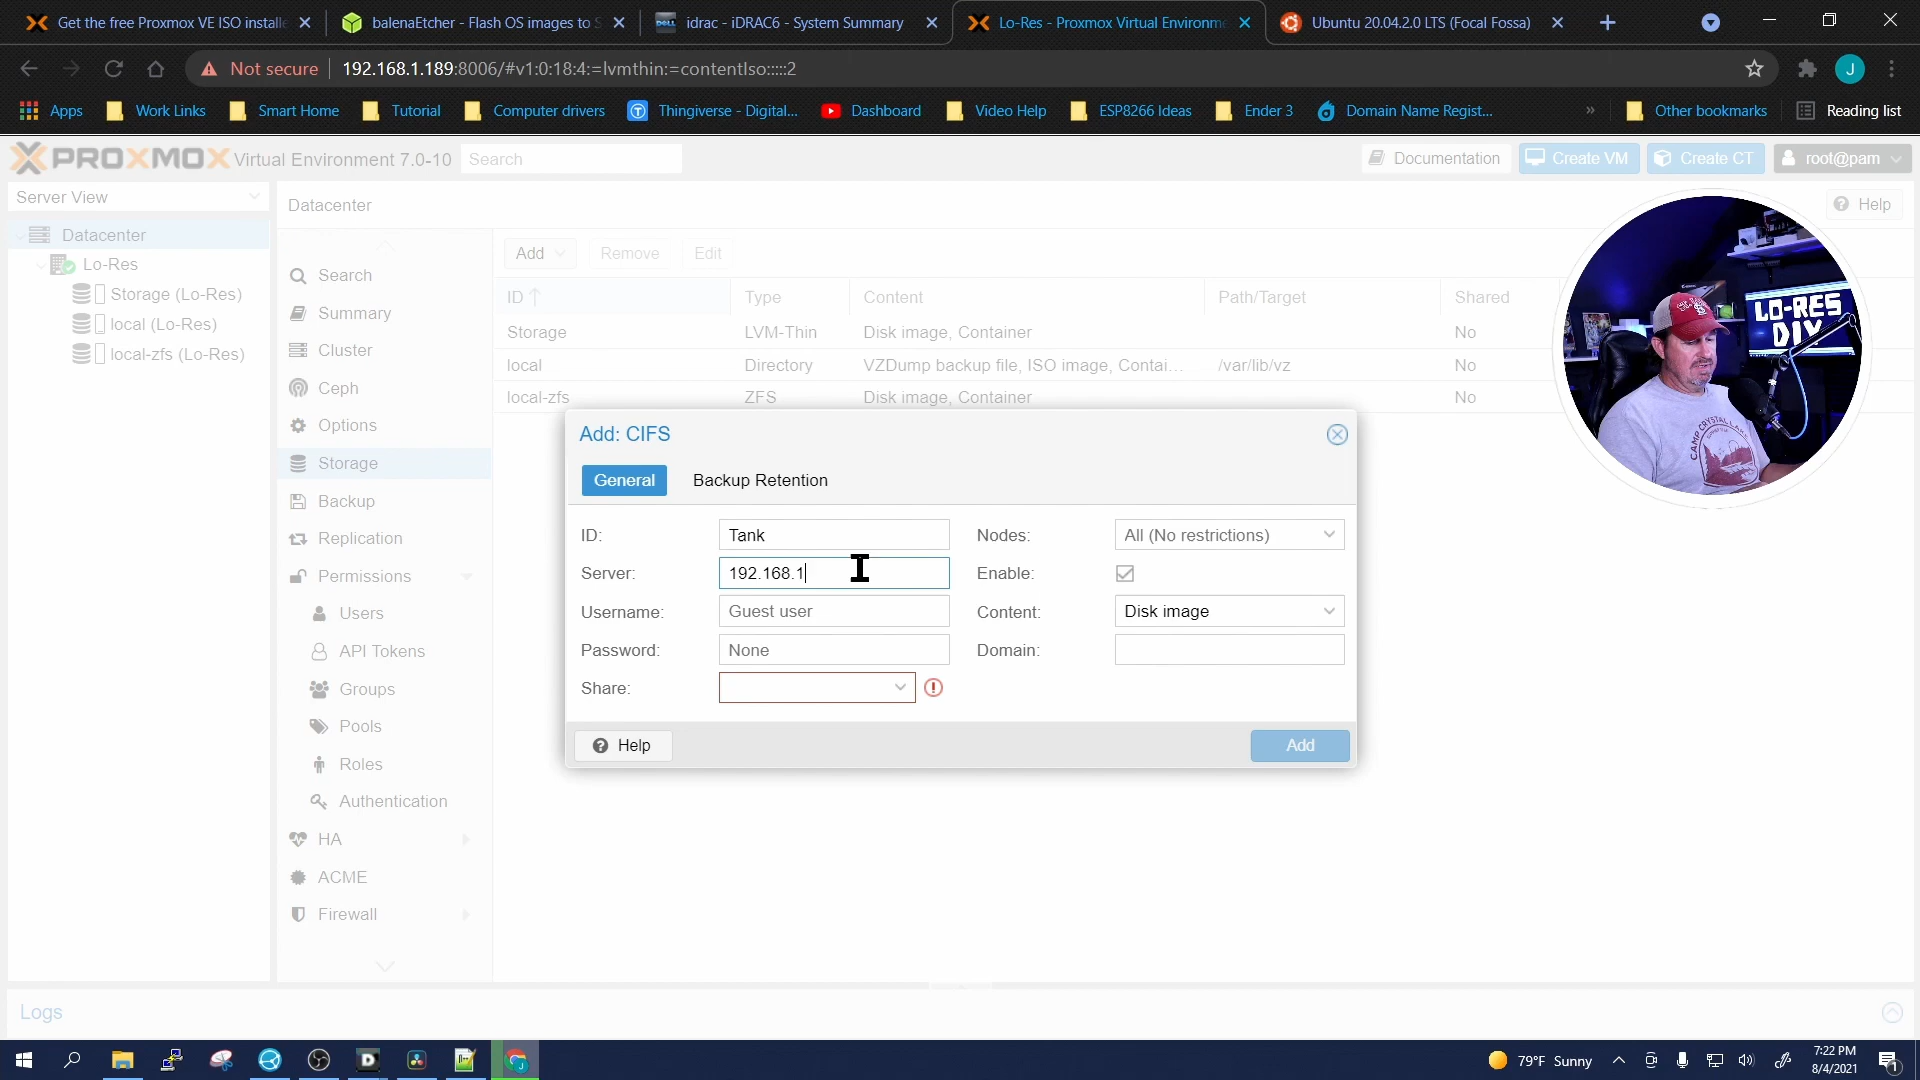 Get the free Proxmox VE ISO installe
balenaEtcher - Flash OS images to S
idrac - iDRAC6 - System Summary
Lo-Res - Proxmox Virtual Environme
Ubuntu 20.04.2.0 LTS (Focal Fossa)
Not secure
192.168.1.189:8006/#v1:0:18:4:=lvmthin:=contentIso:::::2
J
Apps
Work Links
Smart Home
Tutorial
Computer drivers
Thingiverse - Digital...
Dashboard
Video Help
ESP8266 Ideas
Ender 3
Domain Name Regist...
»
Other bookmarks
Reading list
PROXMOX Virtual Environment 7.0-10
Search
Documentation
Create VM
Create CT
root@pam
Server View
Datacenter
Help
Datacenter
Lo-Res
Storage (Lo-Res)
local (Lo-Res)
local-zfs (Lo-Res)
Search
Summary
Cluster
Ceph
Options
Storage
Backup
Replication
Permissions
Users
API Tokens
Groups
Pools
Roles
Authentication
HA
ACME
Firewall
Add
Remove
Edit
ID
Type
Content
Path/Target
Shared
Storage
LVM-Thin
Disk image, Container
No
local
Directory
VZDump backup file, ISO image, Contai...
/var/lib/vz
No
local-zfs
ZFS
Disk image, Container
No
LO-RES
DIY
CAMP CRYSTAL LAKE
Add: CIFS
General
Backup Retention
ID:
Tank
Nodes:
All (No restrictions)
Server:
192.168.1
Enable:
Username:
Guest user
Content:
Disk image
Password:
None
Domain:
Share:
Help
Add
Logs
79°F Sunny
7:22 PM
8/4/2021
1